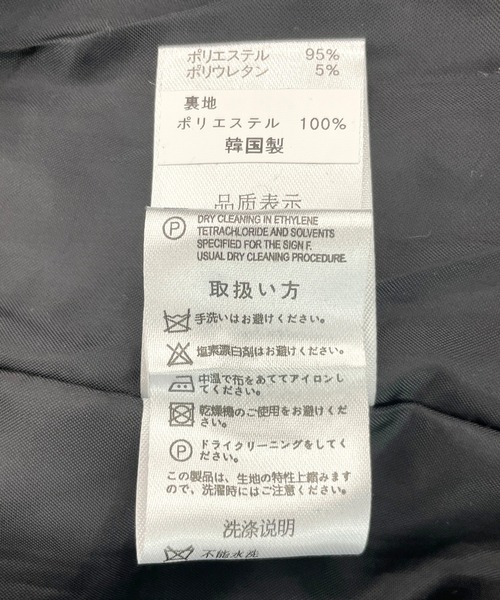 ポリエステル 95%
ポリウレタン 5%
裏地
ポリエステル 100%
韓国製
品质表示
P
DRY CLEANING IN ETHYLENE
TETRACHLORIDE AND SOLVENTS
SPECIFIED FOR THE SIGN F.
USUAL DRY CLEANING PROCEDURE.
取扱い方
手洗いはお避けください。
塩素漂白剤はお避けください。
中温で布をあててアイロンし
てください。
乾燥機のご使用をお避けくだ
さい。
P
ドライクリーニングをしてく
ださい。
この製品は、生地の特性上縮みます
ので、洗濯時にはご注意ください。
洗涤说明
不能水洗